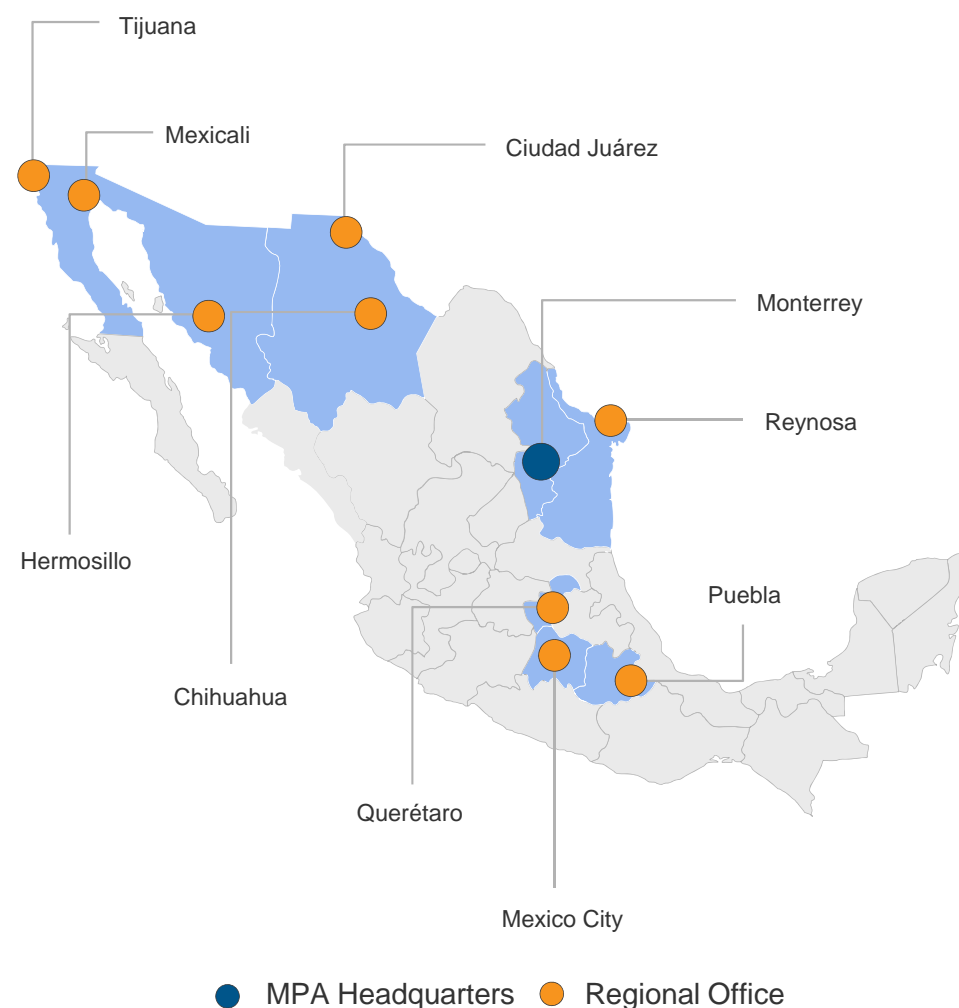 Tijuana
Mexicali
Ciudad Juárez
Monterrey
Reynosa
Hermosillo
Puebla
Chihuahua
Querétaro
Mexico City
MPA Headquarters
Regional Office